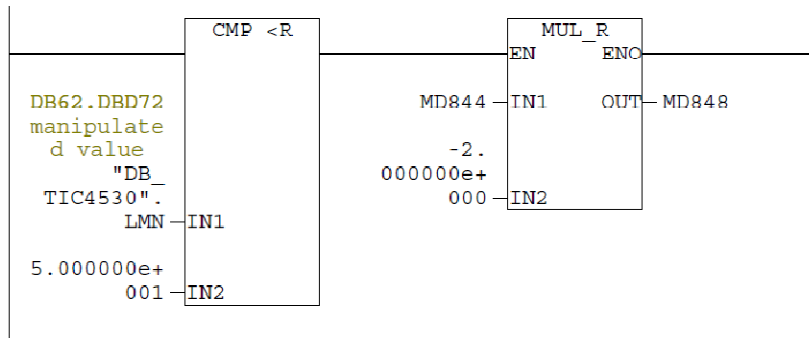 CMP <R
DB62.DBD72
manipulate
d value
"DB_
TIC4530".
LMN
IN1
5.000000e+
001
IN2
MUL_R
EN
ENO
MD844
IN1
OUT
MD848
-2.
000000e+
000
IN2